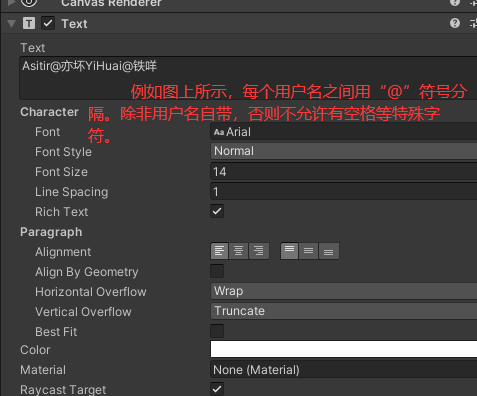 Canvas Renderer
Text
Text
Asitir@亦坏YiHuai@铁咩
例如图上所示，每个用户名之间用“@”符号分
隔。除非用户名自带，否则不允许有空格等特殊字
符。
Character
Font
Arial
Font Style
Normal
Font Size
14
Line Spacing
1
Rich Text
Paragraph
Alignment
Align By Geometry
Horizontal Overflow
Wrap
Vertical Overflow
Truncate
Best Fit
Color
Material
None (Material)
Raycast Target